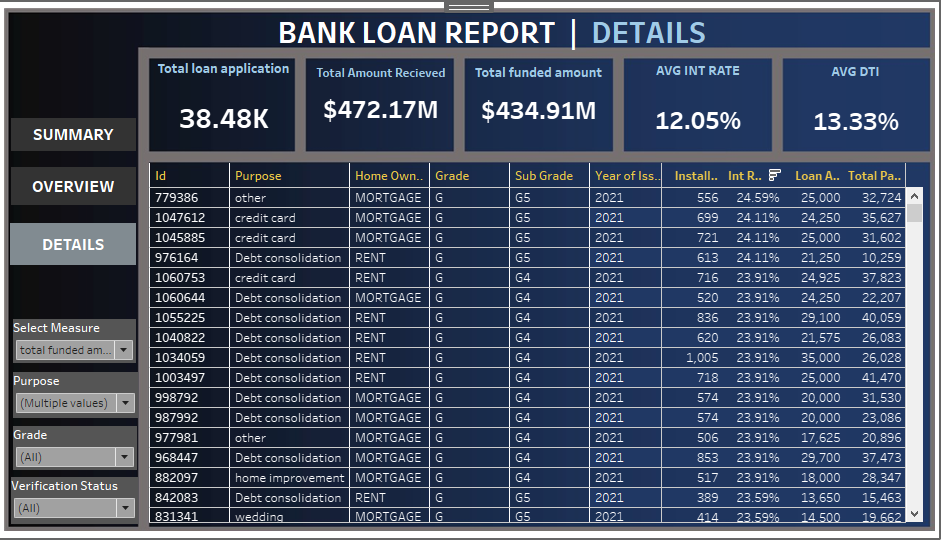 BANK LOAN REPORT | DETAILS
Total loan application
38.48K
Total Amount Recieved
$472.17M
Total funded amount
$434.91M
AVG INT RATE
12.05%
AVG DTI
13.33%
SUMMARY
OVERVIEW
DETAILS
Select Measure
total funded am...
Purpose
(Multiple values)
Grade
(All)
Verification Status
(All)
Id Purpose Home Own.. Grade Sub Grade Year of Iss.. Install.. Int R.. Loan A.. Total Pa..
779386 other MORTGAGE G G5 2021 556 24.59% 25,000 32,724
1047612 credit card MORTGAGE G G5 2021 699 24.11% 24,250 35,627
1045885 credit card MORTGAGE G G5 2021 721 24.11% 25,000 31,602
976164 Debt consolidation RENT G G5 2021 613 24.11% 21,250 10,259
1060753 credit card RENT G G4 2021 716 23.91% 24,925 37,823
1060644 Debt consolidation MORTGAGE G G4 2021 520 23.91% 24,250 22,207
1055225 Debt consolidation RENT G G4 2021 836 23.91% 29,100 40,059
1040822 Debt consolidation RENT G G4 2021 620 23.91% 21,575 26,083
1034059 Debt consolidation RENT G G4 2021 1,005 23.91% 35,000 26,028
1003497 Debt consolidation RENT G G4 2021 718 23.91% 25,000 41,470
998792 Debt consolidation MORTGAGE G G4 2021 574 23.91% 20,000 31,530
987992 Debt consolidation MORTGAGE G G4 2021 574 23.91% 20,000 23,086
977981 other MORTGAGE G G4 2021 506 23.91% 17,625 20,896
968447 Debt consolidation MORTGAGE G G4 2021 853 23.91% 29,700 37,473
882097 home improvement MORTGAGE G G4 2021 517 23.91% 18,000 28,347
842083 Debt consolidation RENT G G5 2021 389 23.59% 13,650 15,463
831341 wedding MORTGAGE G G5 2021 414 23.59% 14,500 19,662